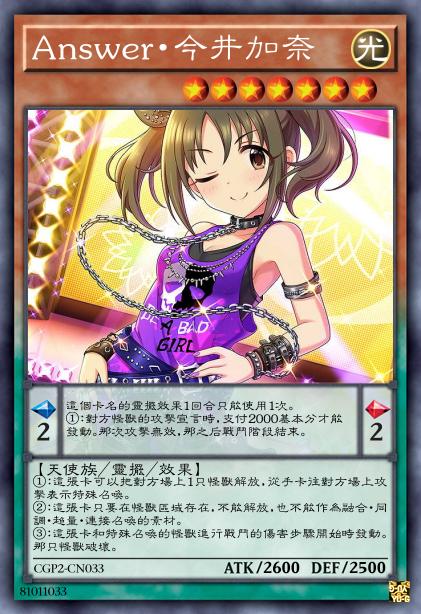 Answer・今井加奈
光
DE A BAD
GIRL
這個卡名的靈擺效果1回合只能使用1次。
①:對方怪獸的攻擊宣言時,支付2000基本分才能
發動。那次攻擊無效,那之后戰鬥階段結束。
2
2
【天使族/靈擺/效果】
①:這張卡可以把對方場上1只怪獸解放,從手卡往對方場上攻
擊表示特殊召喚。
②:這張卡只要在怪獸區域存在,不能解放,也不能作為融合·同
調·超量·連接召喚的素材。
③:這張卡和特殊召喚的怪獸進行戰鬥的傷害步驟開始時發動。
那只怪獸破壞。
CGP2-CN033
ATK/2600 DEF/2500
81011033